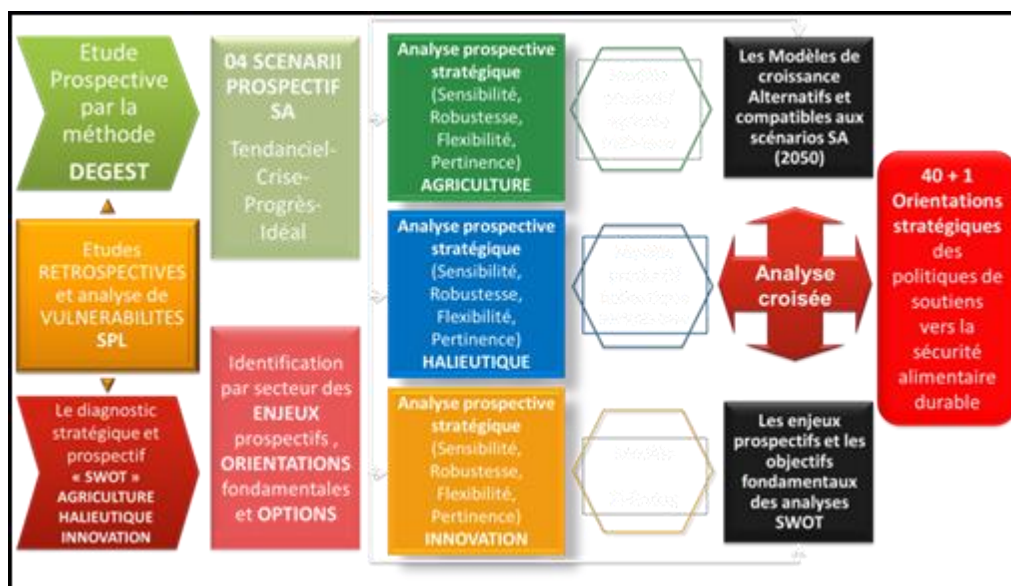 Etude
Prospective
par la
méthode
DEGEST
Etudes
RETROSPECTIVES
et analyse de
VULNERABILITES
SPL
Le diagnostic
stratégique et
prospectif
« SWOT »
AGRICULTURE
HALIEUTIQUE
INNOVATION
04 SCENARII
PROSPECTIF
SA
Tendanciel-
Crise-
Progrès-
Idéal
Identification
par secteur des
ENJEUX
prospectifs ,
ORIENTATIONS
fondamentales
et OPTIONS
Analyse prospective
stratégique
(Sensibilité,
Robustesse,
Flexibilité,
Pertinence)
AGRICULTURE
Analyse prospective
stratégique
(Sensibilité,
Robustesse,
Flexibilité,
Pertinence)
HALIEUTIQUE
Analyse prospective
stratégique
(Sensibilité,
Robustesse,
Flexibilité,
Pertinence)
INNOVATION
Les Modèles de
croissance
Alternatifs et
compatibles aux
scénarios SA
(2050)
Analyse
croisée
Les enjeux
prospectifs et les
objectifs
fondamentaux
des analyses
SWOT
40 + 1
Orientations
stratégiques
des
politiques de
soutiens
vers la
sécurité
alimentaire
durable